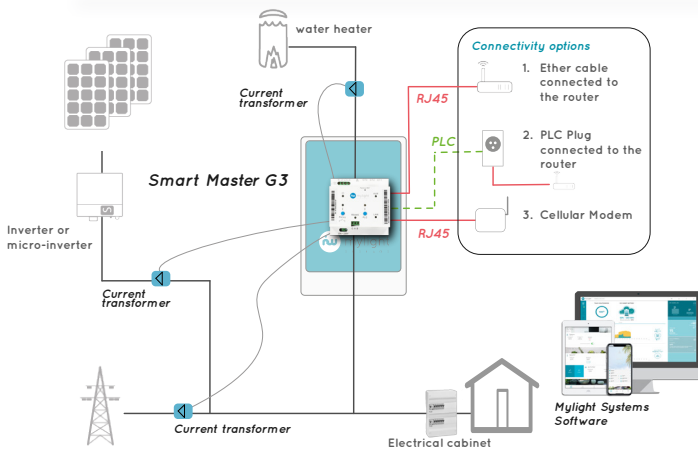 water heater
Connectivity options
1. Ether cable
connected to
the router
Current
transformer
RJ45
PLC
2. PLC Plug
connected to the
router
Smart Master G3
3. Cellular Modem
RJ45
mylight
Inverter or
micro-inverter
Current
transformer
Current transformer
Electrical cabinet
Mylight Systems
Software